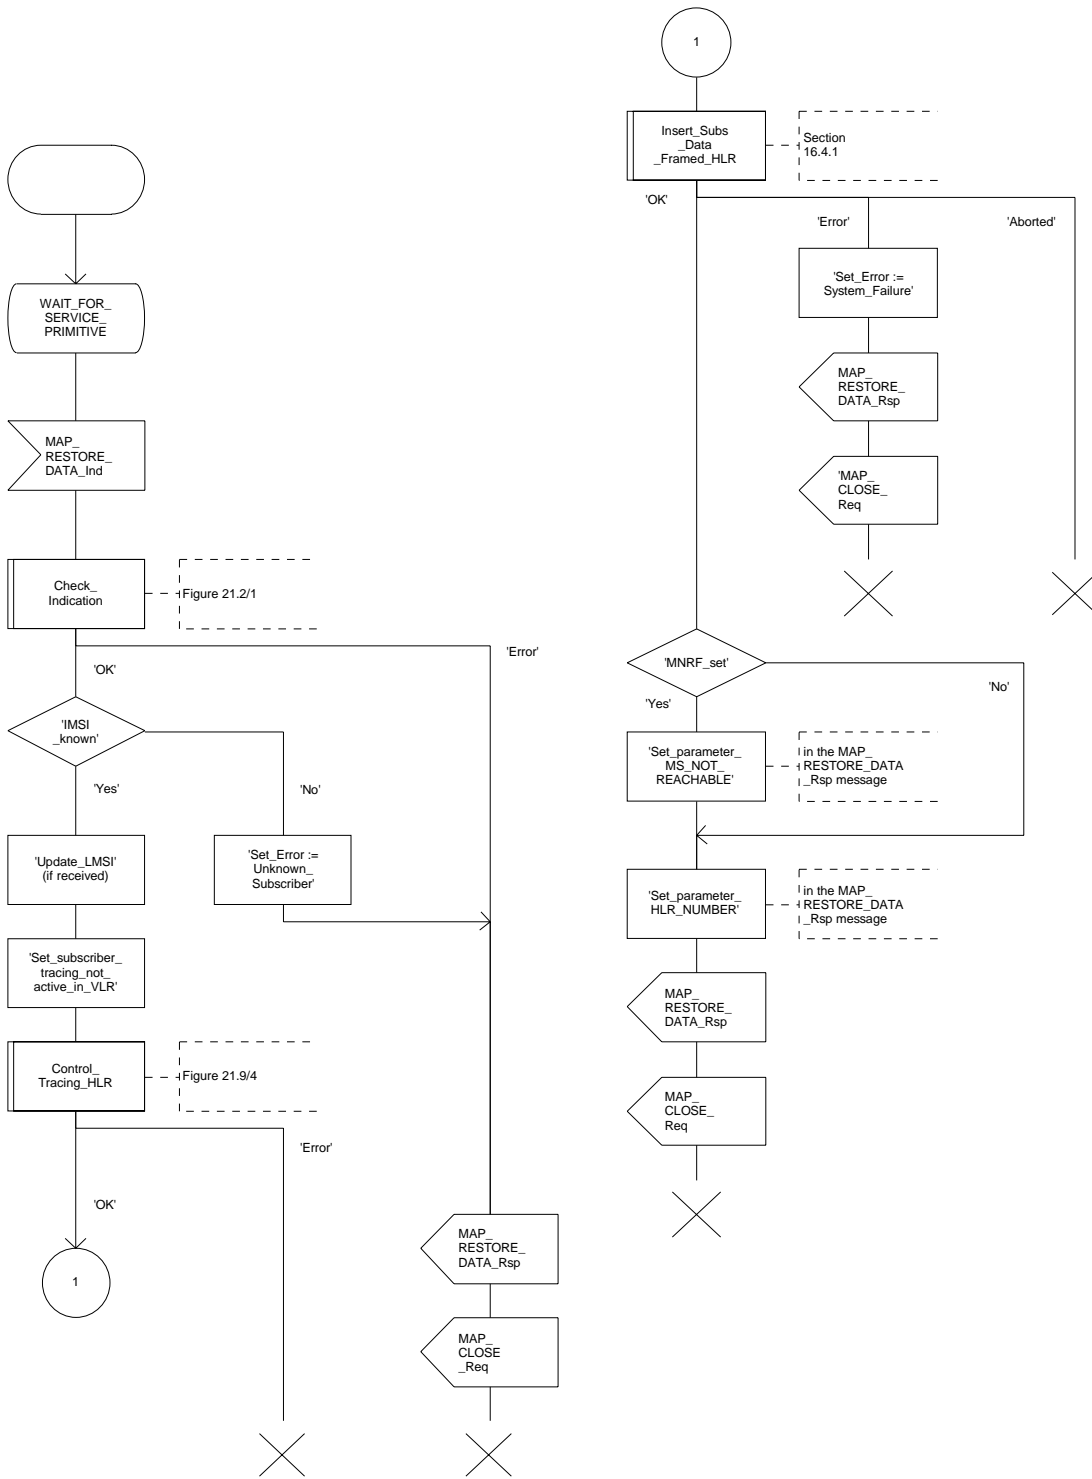 WAIT_FOR_
SERVICE_
PRIMITIVE
MAP_
RESTORE_
DATA_Ind
Check_
Indication
Figure 21.2/1
'Error'
'OK'
'IMSI
_known'
'Yes'
'No'
'Update_LMSI'
(if received)
'Set_Error :=
Unknown_
Subscriber'
'Set_subscriber_
tracing_not_
active_in_VLR'
Control_
Tracing_HLR
Figure 21.9/4
'Error'
'OK'
1
MAP_
RESTORE_
DATA_Rsp
MAP_
CLOSE
_Req
1
Insert_Subs
_Data
_Framed_HLR
Section
16.4.1
'OK'
'Error'
'Aborted'
'Set_Error :=
System_Failure'
MAP_
RESTORE_
DATA_Rsp
'MAP_
CLOSE_
Req
'MNRF_set'
'No'
'Yes'
'Set_parameter_
MS_NOT_
REACHABLE'
in the MAP_
RESTORE_DATA
_Rsp message
'Set_parameter_
HLR_NUMBER'
in the MAP_
RESTORE_DATA
_Rsp message
MAP_
RESTORE_
DATA_Rsp
MAP_
CLOSE_
Req